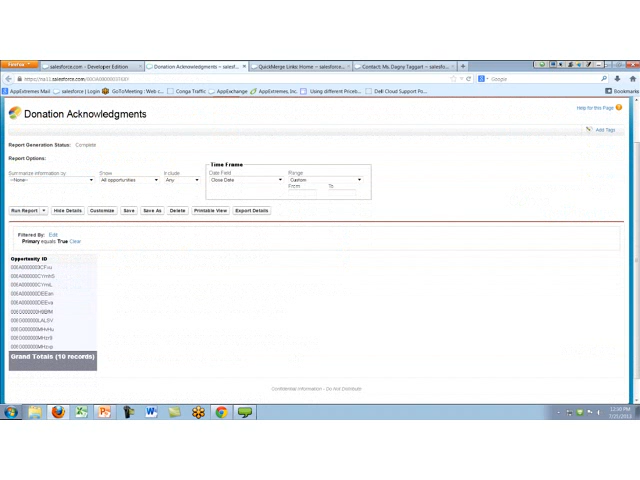 Firefox
salesforce.com - Developer Edition
Donation Acknowledgments ~ salesf...
QuickMerge Links: Home ~ salesforce...
Contact: Ms. Dagny Taggart ~ salesfo...
Google
AppExtremes Mail
salesforce | Login
GoToMeeting : Web c...
Conga Traffic
AppExchange
AppExtremes, Inc.
Using different Priceb...
Dell Cloud Support Po...
Bookmarks
Donation Acknowledgments
Help for this Page
Add Tags
Report Generation Status: Complete
Report Options:
Time Frame
Summarize information by
Show
Include
Date Field
Range
--None--
All opportunities
Any
Close Date
Custom
From
To
Run Report
Hide Details
Customize
Save
Save As
Delete
Printable View
Export Details
Filtered By: Edit
Primary equals True Clear
Opportunity ID
Grand Totals (10 records)
Confidential Information - Do Not Distribute
12:30 PM